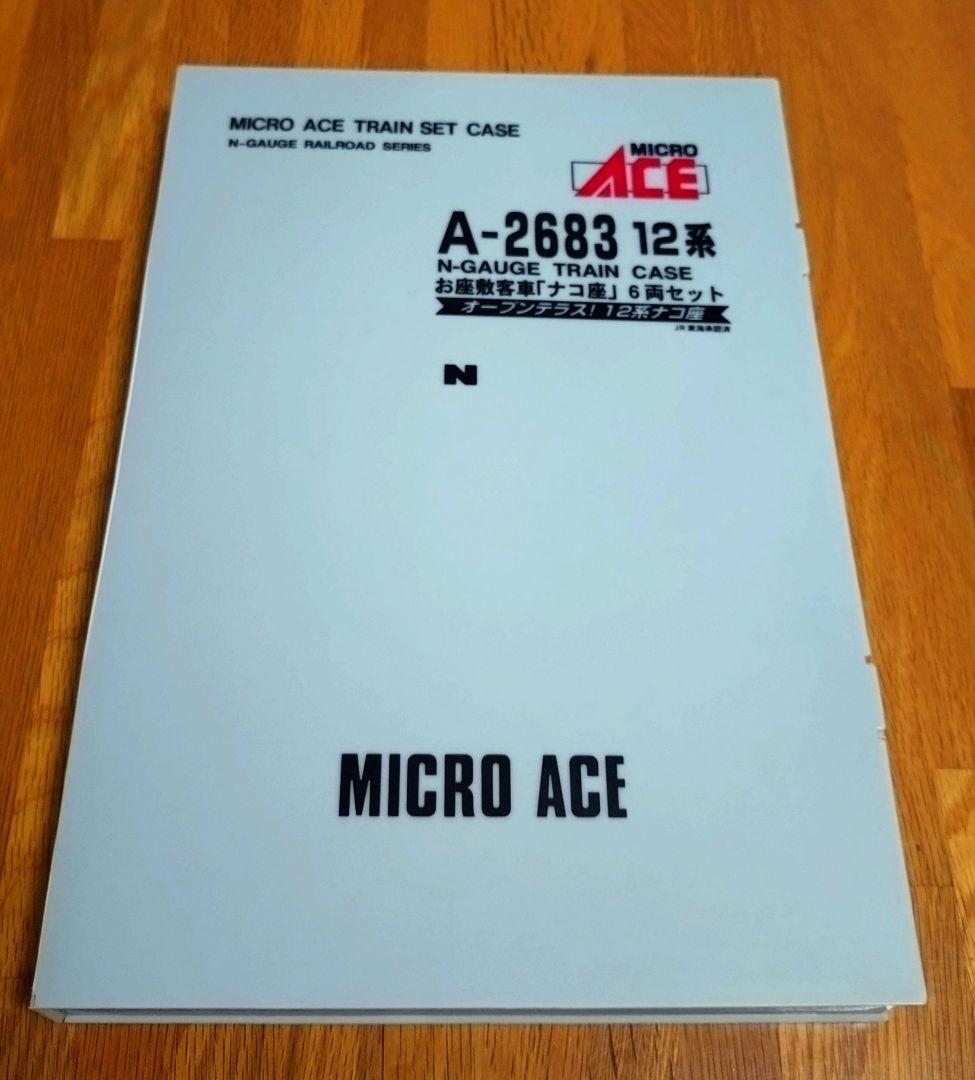 MICRO ACE TRAIN SET CASE
N-GAUGE RAILROAD SERIES
MICRO
ACE
A-2683 12系
N-GAUGE TRAIN CASE
お座敷客車「ナコ座」6両セット
オープンテラス! 12系ナコ座
JR東海承認済
N
MICRO ACE